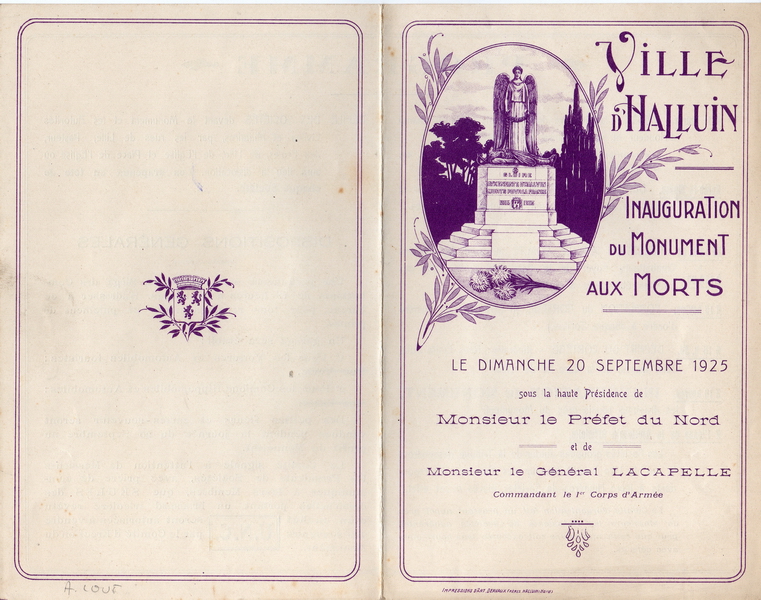 VILLE
D'HALLUIN
INAUGURATION
DU MONUMENT
AUX MORTS
LE DIMANCHE 20 SEPTEMBRE 1925
sous la haute Présidence de
Monsieur le Préfet du Nord
et de
Monsieur le Général LACAPELLE
Commandant le 1er Corps d'Armée